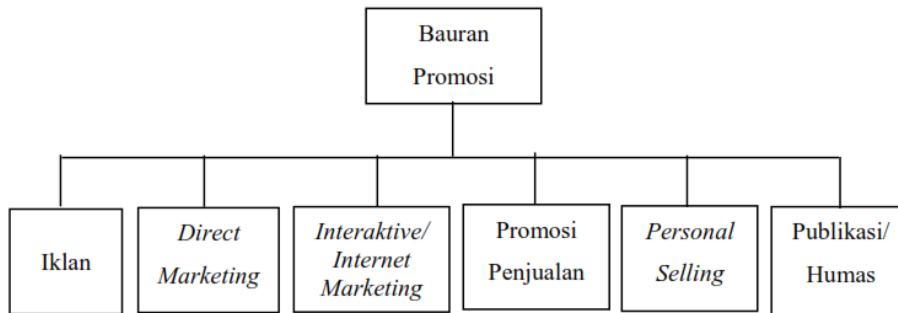 Bauran
Promosi
Iklan
Direct
Marketing
Interaktive/
Internet
Marketing
Promosi
Penjualan
Personal
Selling
Publikasi/
Humas